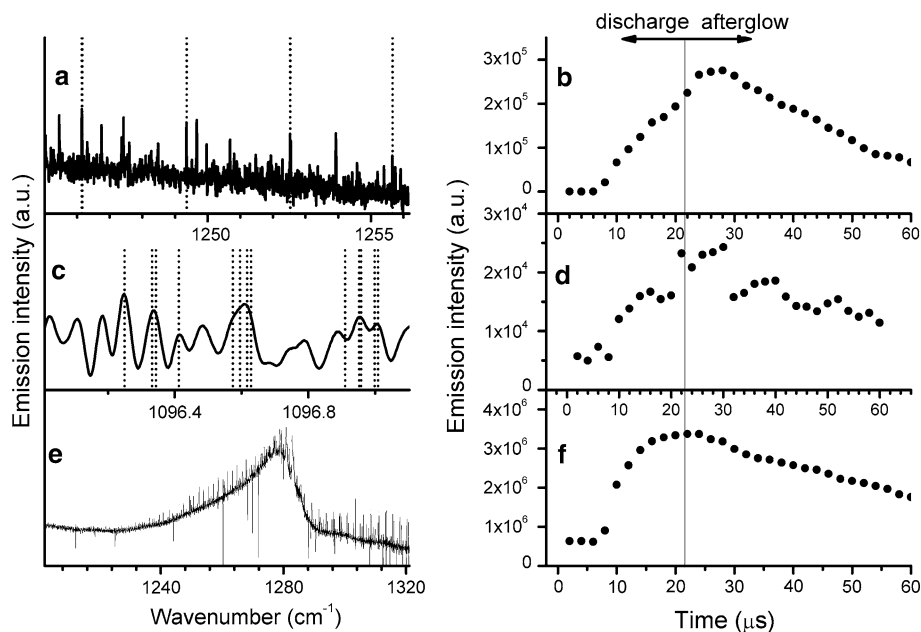 discharge afterglow
a
1250 1255
c
1096.4 1096.8
e
1240 1280 1320
Wavenumber (cm⁻¹)
Emission intensity (a.u.)
b
3x10⁵
2x10⁵
1x10⁵
0
0 10 20 30 40 50 60
d
3x10⁴
2x10⁴
1x10⁴
0
0 10 20 30 40 50 60
f
4x10⁶
3x10⁶
2x10⁶
1x10⁶
0
0 10 20 30 40 50 60
Time (μs)
Emission intensity (a.u.)